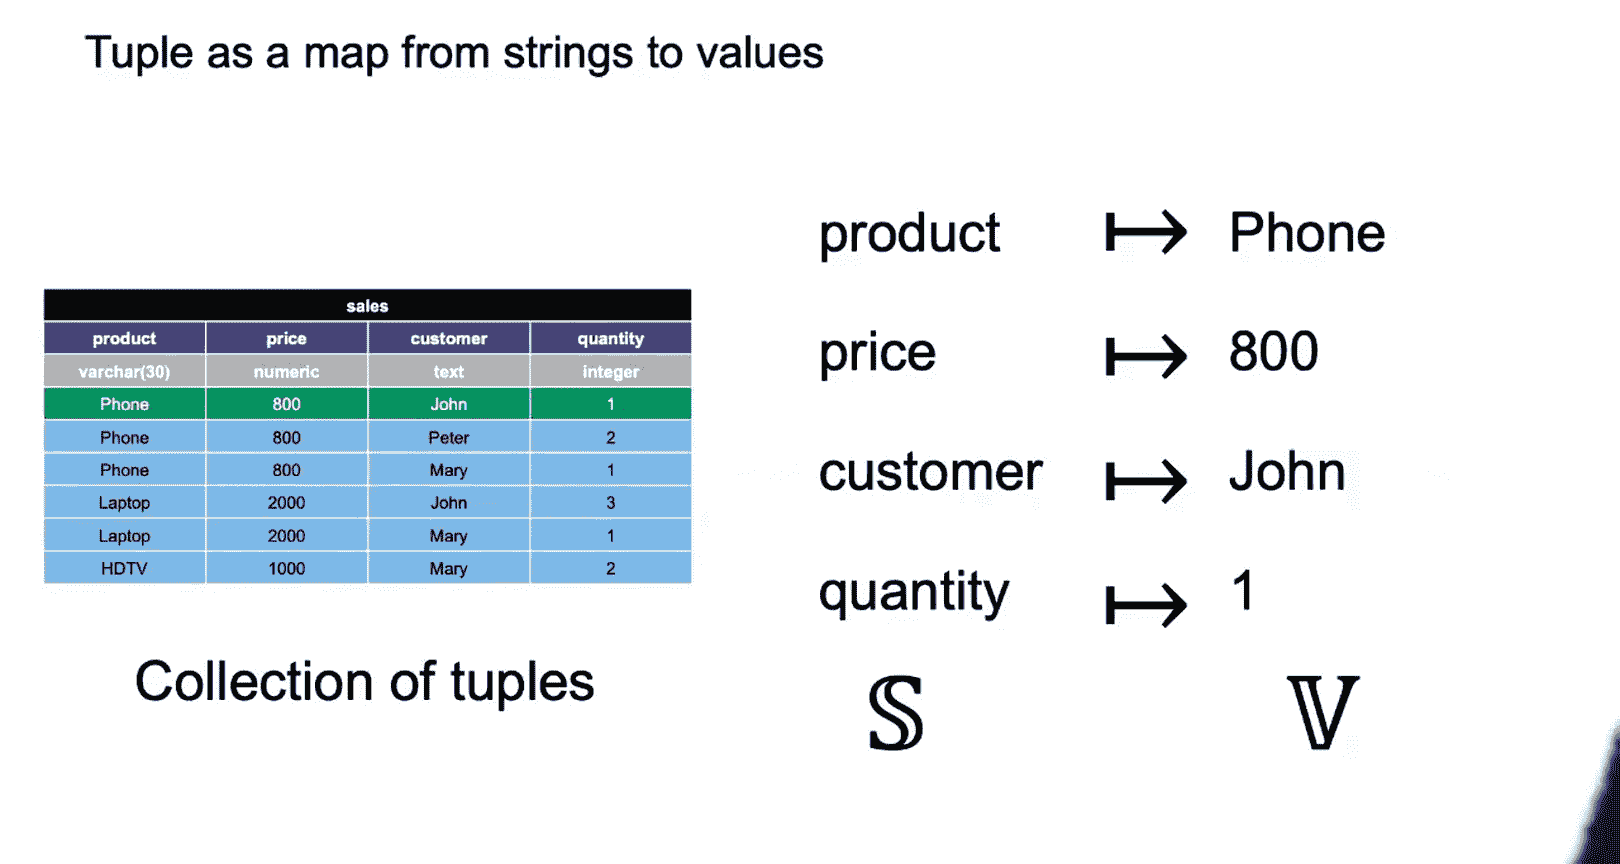 Tuple as a map from strings to values
sales
product price customer quantity
varchar(30) numeric text integer
Phone 800 John 1
Phone 800 Peter 2
Phone 800 Mary 1
Laptop 2000 John 3
Laptop 2000 Mary 1
HDTV 1000 Mary 2
Collection of tuples
product ↦ Phone
price ↦ 800
customer ↦ John
quantity ↦ 1
𝕊 𝕍